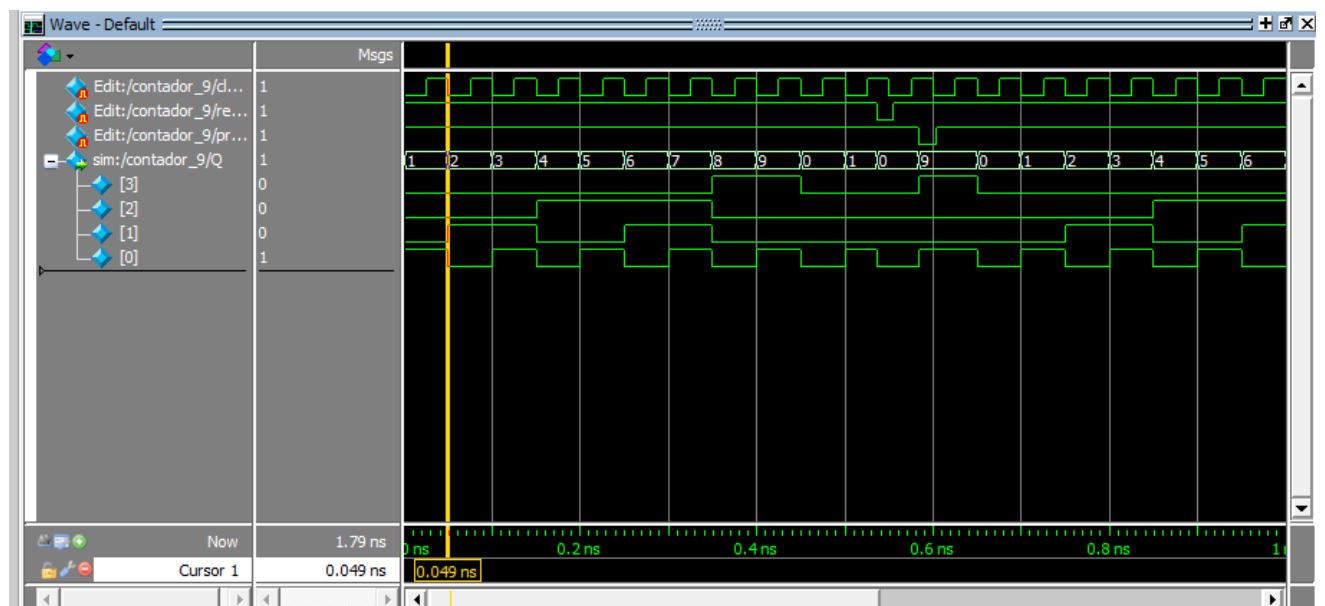 Wave - Default
Msgs
Edit:/contador_9/cl... 1
Edit:/contador_9/re... 1
Edit:/contador_9/pr... 1
sim:/contador_9/Q 1 1 2 3 4 5 6 7 8 9 0 1 0 9 0 1 2 3 4 5 6
[3] 0
[2] 0
[1] 0
[0] 1
Now 1.79 ns ns 0.2 ns 0.4 ns 0.6 ns 0.8 ns 1
Cursor 1 0.049 ns 0.049 ns